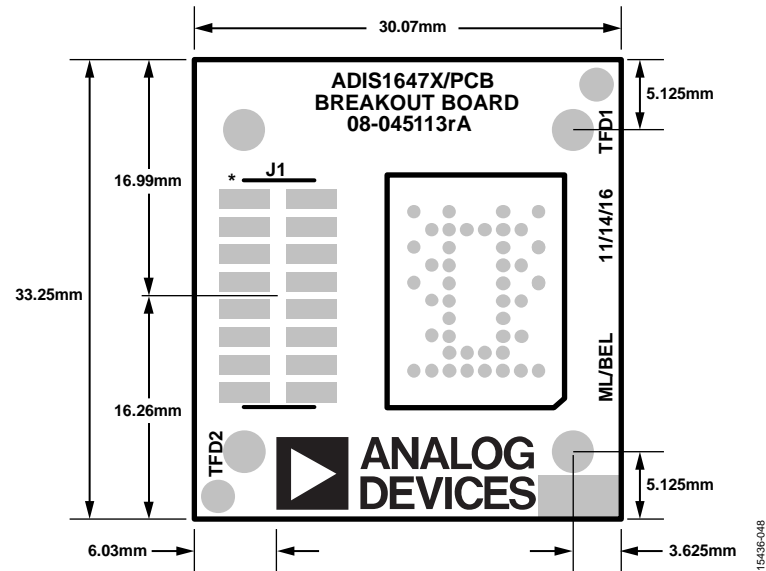 30.07mm
ADIS1647X/PCB
BREAKOUT BOARD
08-045113rA
5.125mm
TFD1
* J1
16.99mm
11/14/16
33.25mm
ML/BEL
16.26mm
TFD2
ANALOG
DEVICES
5.125mm
6.03mm
3.625mm
15436-048